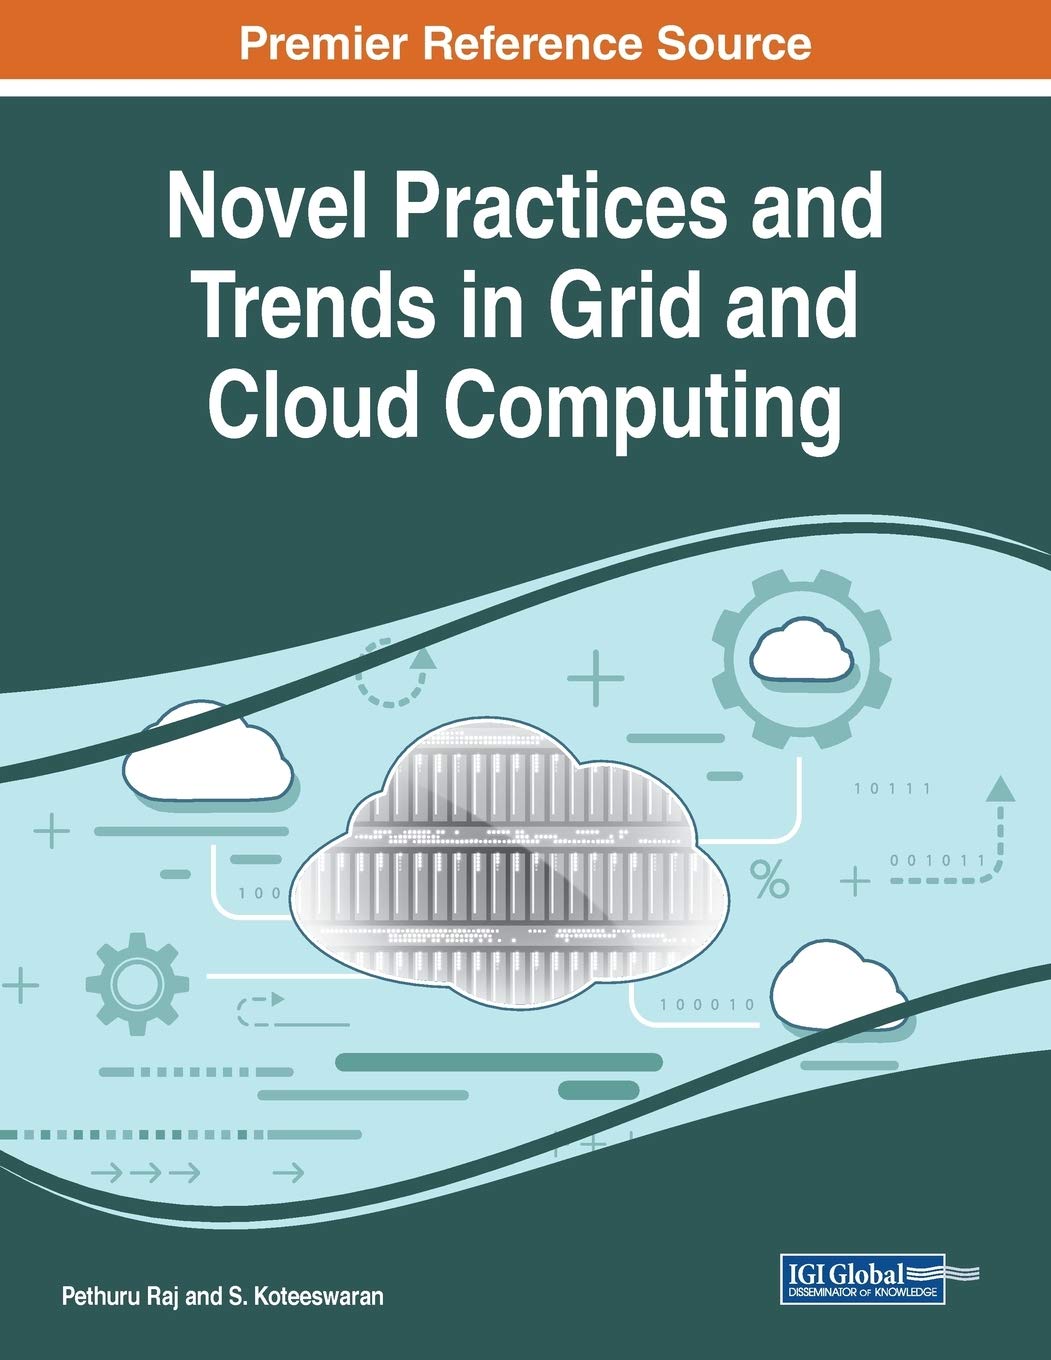 Premier Reference Source
Novel Practices and
Trends in Grid and
Cloud Computing
10111
%
001011
100
100010
Pethuru Raj and S. Koteeswaran
IGI Global
DISSEMINATOR OF KNOWLEDGE